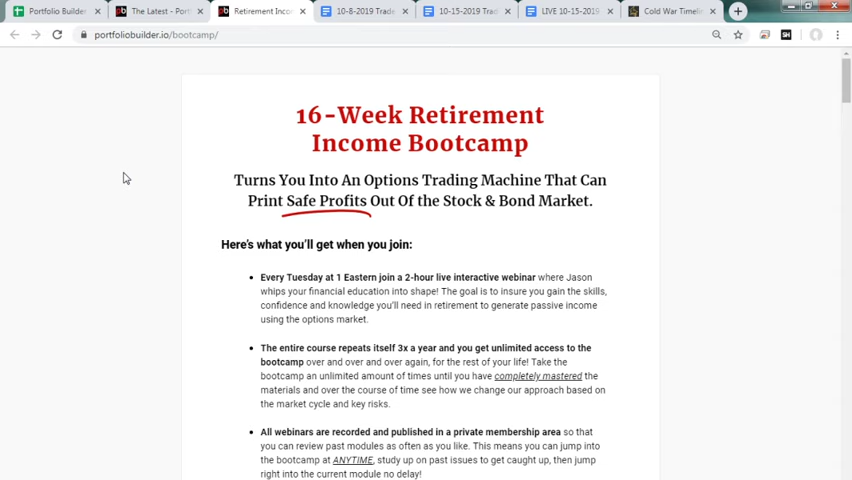 Portfolio Builder
The Latest - Portf
Retirement Incom
10-8-2019 Trade
10-15-2019 Trad
LIVE 10-15-2019
Cold War Timelin
portfoliobuilder.io/bootcamp/
16-Week Retirement
Income Bootcamp
Turns You Into An Options Trading Machine That Can
Print Safe Profits Out Of the Stock & Bond Market.
Here's what you'll get when you join:
Every Tuesday at 1 Eastern join a 2-hour live interactive webinar where Jason
whips your financial education into shape! The goal is to insure you gain the skills,
confidence and knowledge you'll need in retirement to generate passive income
using the options market.
The entire course repeats itself 3x a year and you get unlimited access to the
bootcamp over and over and over again, for the rest of your life! Take the
bootcamp an unlimited amount of times until you have completely mastered the
materials and over the course of time see how we change our approach based on
the market cycle and key risks.
All webinars are recorded and published in a private membership area so that
you can review past modules as often as you like. This means you can jump into
the bootcamp at ANYTIME, study up on past issues to get caught up, then jump
right into the current module no delay!